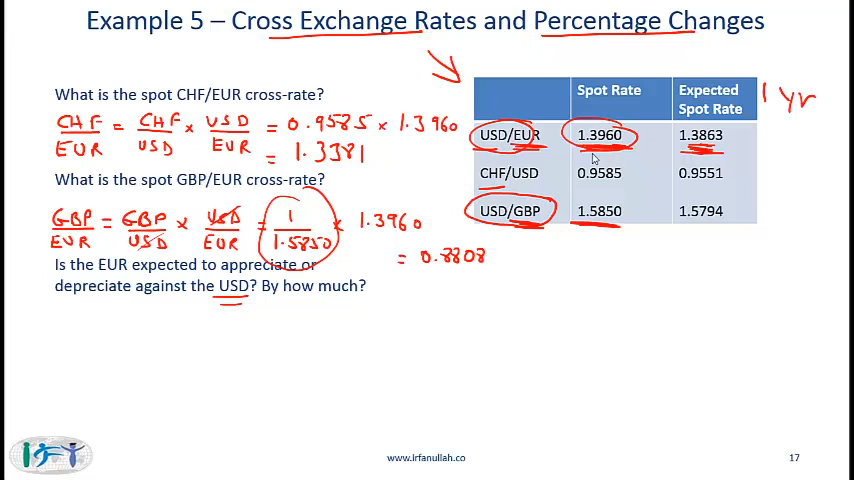 Example 5 – Cross Exchange Rates and Percentage Changes
What is the spot CHF/EUR cross-rate?
CHF/EUR = CHF/USD × USD/EUR = 0.9585 × 1.3960
= 1.3381
What is the spot GBP/EUR cross-rate?
GBP/EUR = GBP/USD × USD/EUR = 1/1.5850 × 1.3960
= 0.8808
Is the EUR expected to appreciate or
depreciate against the USD? By how much?
Spot Rate Expected
Spot Rate
1 yr
USD/EUR 1.3960 1.3863
CHF/USD 0.9585 0.9551
USD/GBP 1.5850 1.5794
www.irfanullah.co
17